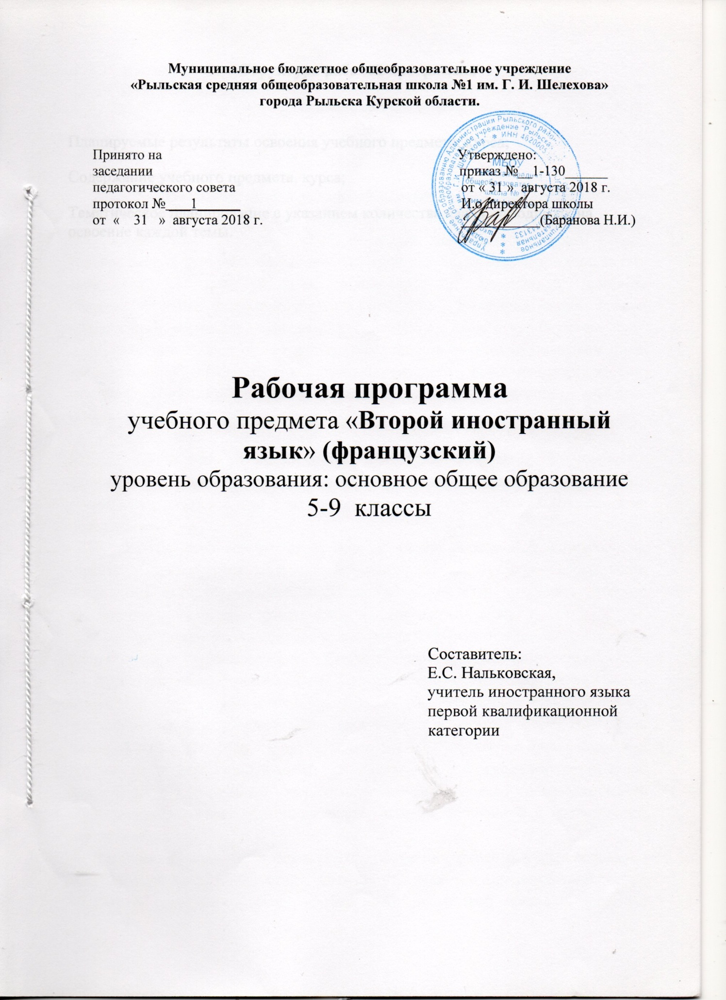 Муниципальное бюджетное общеобразовательное учреждение
«Рыльская средняя общеобразовательная школа №1 им. Г. И. Шелехова»
города Рыльска Курской области.
Принято на
заседании
педагогического совета
протокол № 1
от « 31 » августа 2018 г.
Утверждено:
приказ № 1-130
от « 31 » августа 2018 г.
И.о директора школы
(Баранова Н.И.)
МБОУ
Рабочая программа
учебного предмета «Второй иностранный
язык» (французский)
уровень образования: основное общее образование
5-9 классы
Составитель:
Е.С. Нальковская,
учитель иностранного языка
первой квалификационной
категории